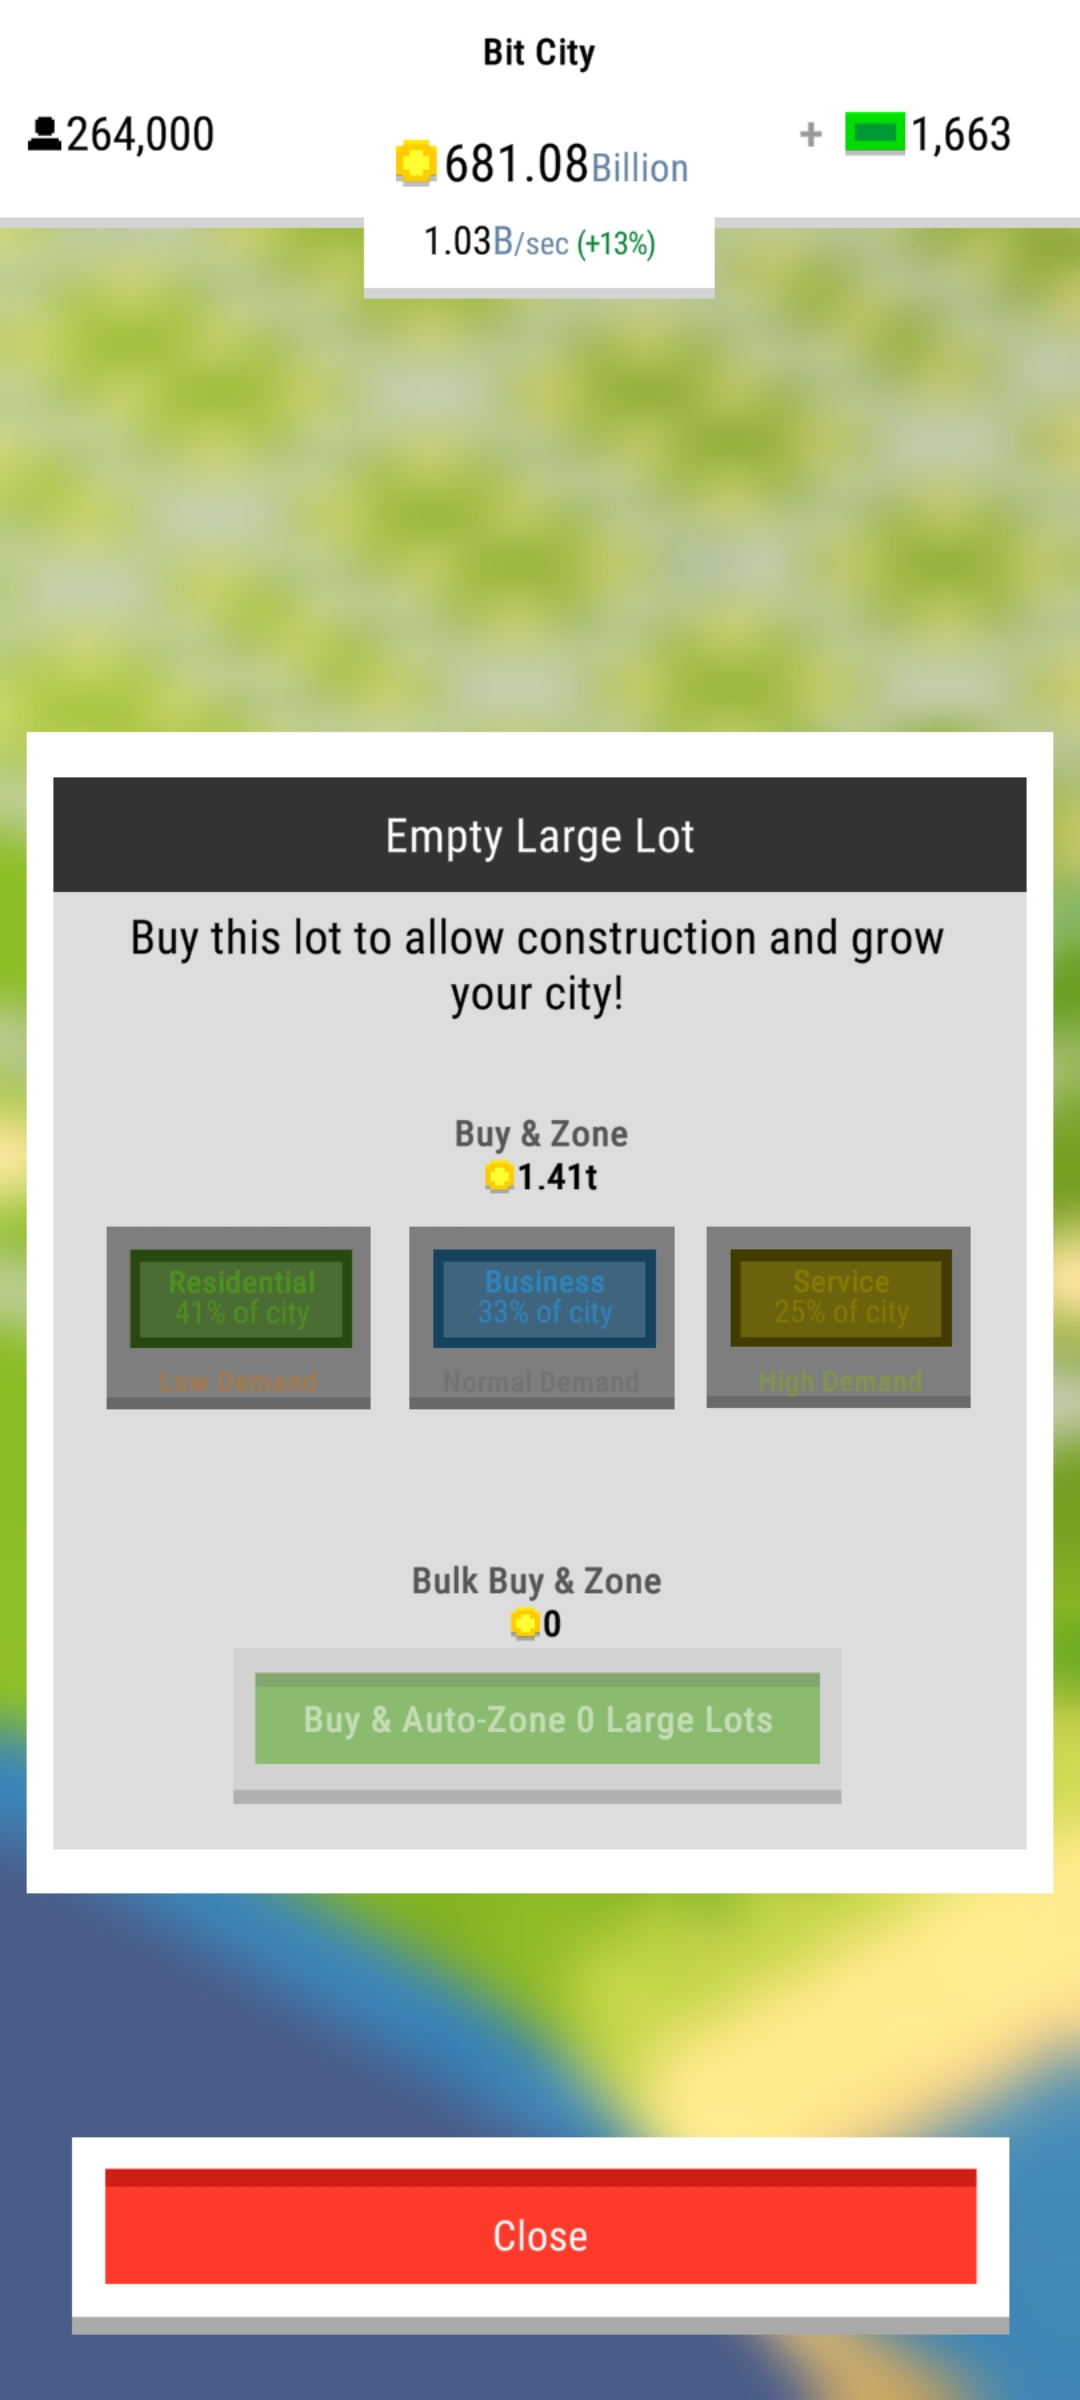 Bit City
264,000
681.08Billion
+ 1,663
1.03B/sec (+13%)
Empty Large Lot
Buy this lot to allow construction and grow
your city!
Buy & Zone
1.41t
Residential
41% of city
Low Demand
Business
33% of city
Normal Demand
Service
25% of city
High Demand
Bulk Buy & Zone
0
Buy & Auto-Zone 0 Large Lots
Close